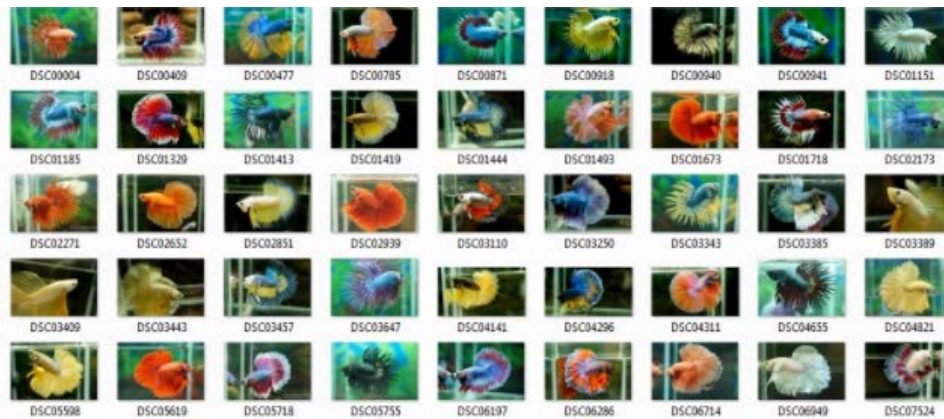 DSC00004 DSC00409 DSC00477 DSC00785 DSC00871 DSC00918 DSC00940 DSC00941 DSC01151
DSC01185 DSC01329 DSC01413 DSC01419 DSC01444 DSC01493 DSC01673 DSC01718 DSC02173
DSC02271 DSC02652 DSC02851 DSC02939 DSC03110 DSC03250 DSC03343 DSC03385 DSC03389
DSC03409 DSC03443 DSC03457 DSC03647 DSC04141 DSC04296 DSC04311 DSC04655 DSC04821
DSC05598 DSC05619 DSC05718 DSC05755 DSC06197 DSC06286 DSC06714 DSC06949 DSC07524